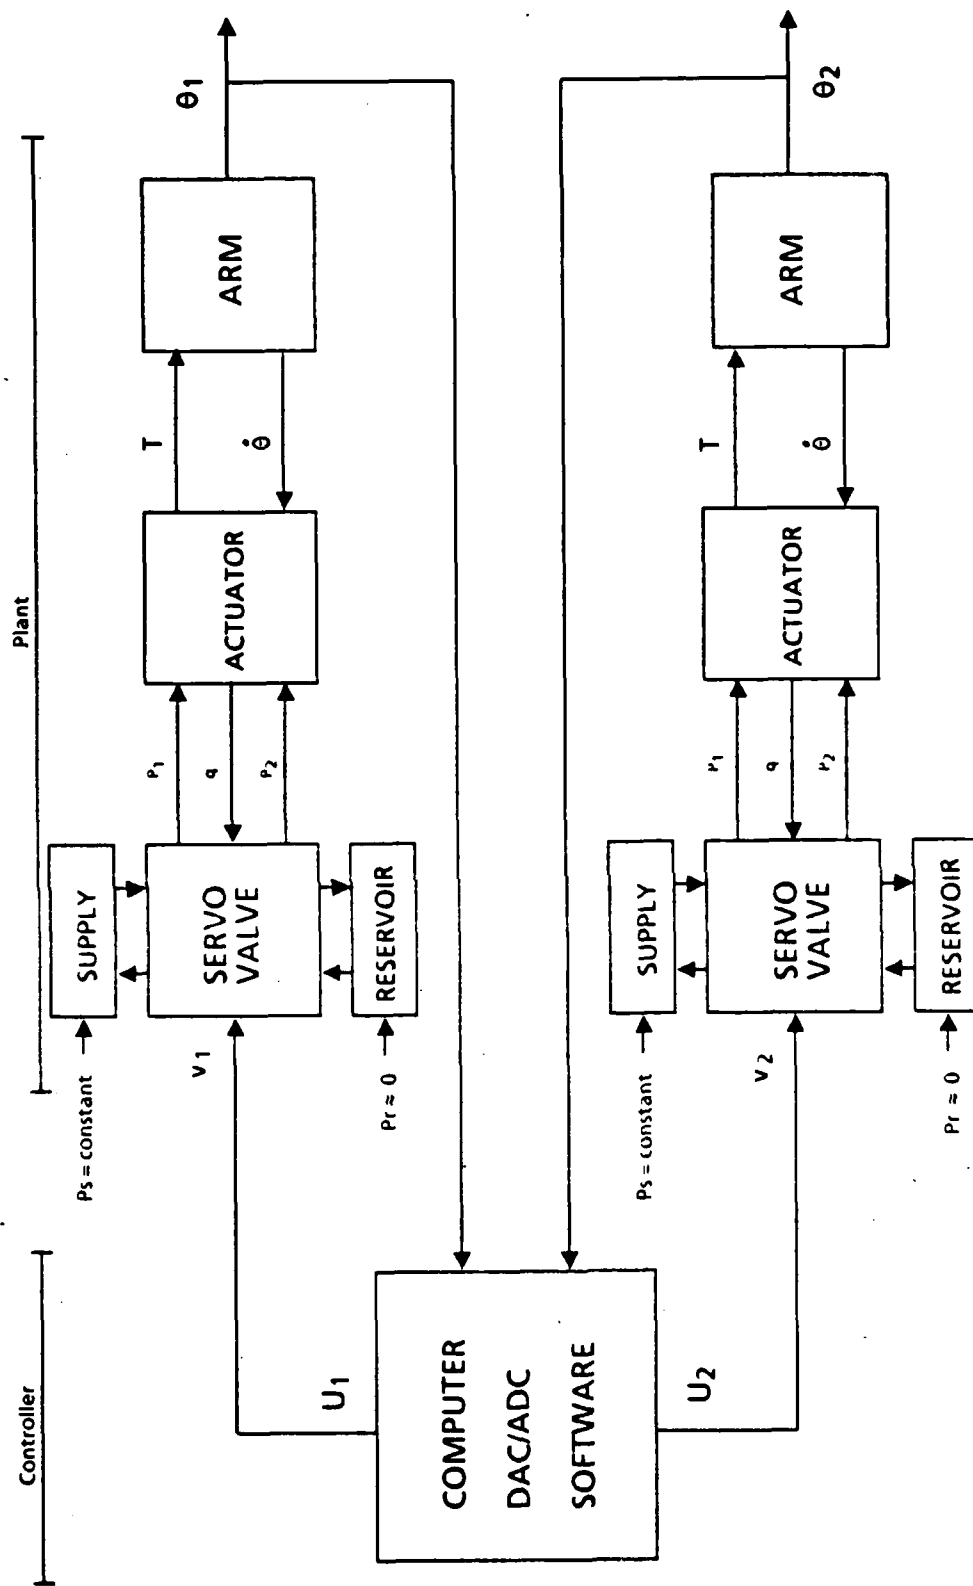 Controller
Plant
Ps = constant
SUPPLY
V1
SERVO
VALVE
P1
q
P2
ACTUATOR
T
θ̇
ARM
θ1
Pr ≈ 0
RESERVOIR
U1
COMPUTER
DAC/ADC
SOFTWARE
U2
Ps = constant
SUPPLY
V2
SERVO
VALVE
P1
q
P2
ACTUATOR
T
θ̇
ARM
θ2
Pr ≈ 0
RESERVOIR